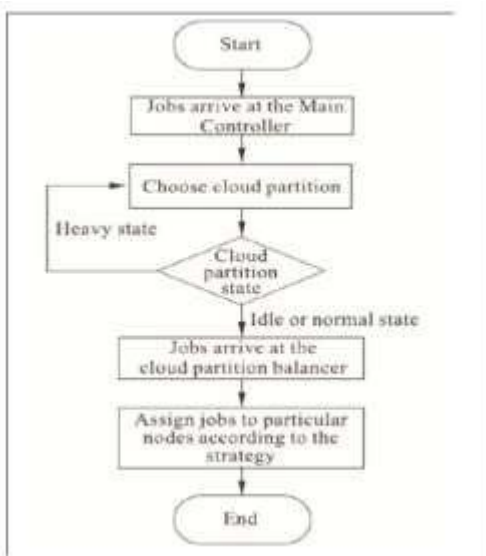 Start
Jobs arrive at the Main
Controller
Choose cloud partition
Heavy state
Cloud
partition
state
Idle or normal state
Jobs arrive at the
cloud partition balancer
Assign jobs to particular
nodes according to the
strategy
End